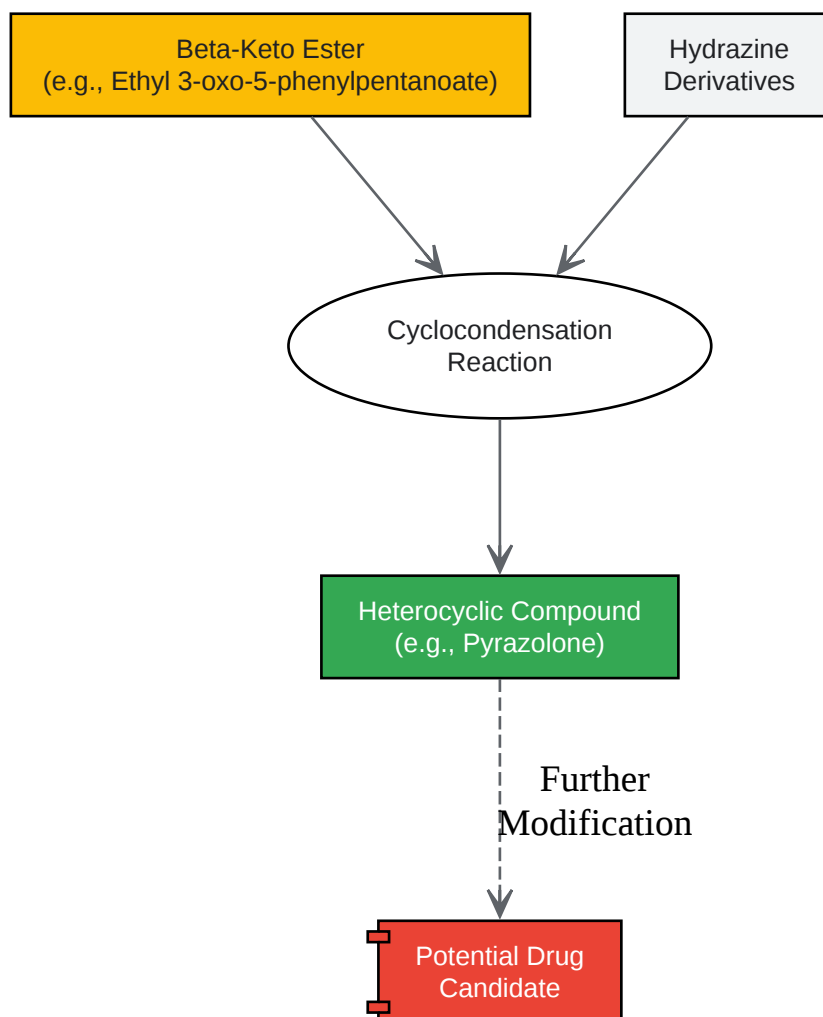 Beta-Keto Ester
(e.g., Ethyl 3-oxo-5-phenylpentanoate)
Hydrazine
Derivatives
Cyclocondensation
Reaction
Heterocyclic Compound
(e.g., Pyrazolone)
Further
Modification
Potential Drug
Candidate